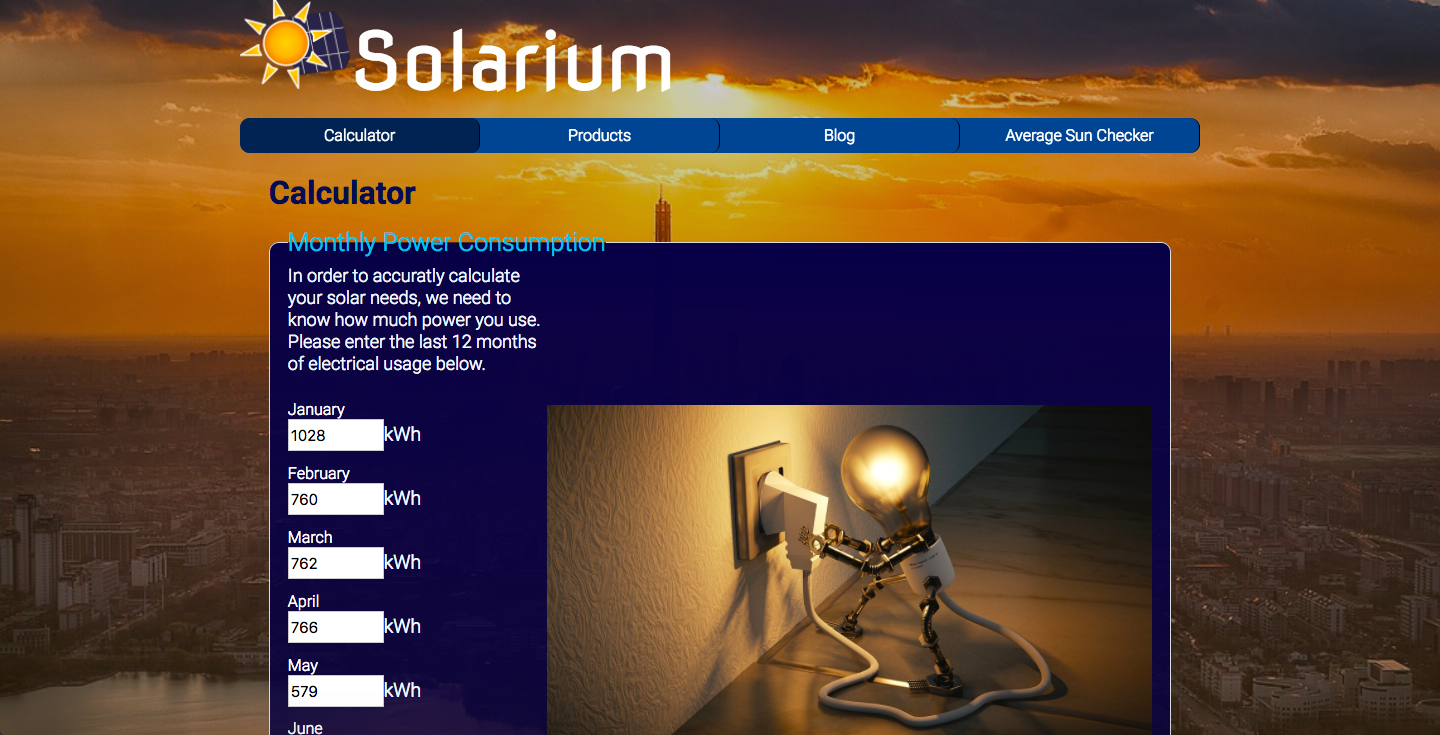 Solarium
Calculator
Products
Blog
Average Sun Checker
Calculator
Monthly Power Consumption
In order to accuratly calculate
your solar needs, we need to
know how much power you use.
Please enter the last 12 months
of electrical usage below.
January
1028 kWh
February
760 kWh
March
762 kWh
April
766 kWh
May
579 kWh
June